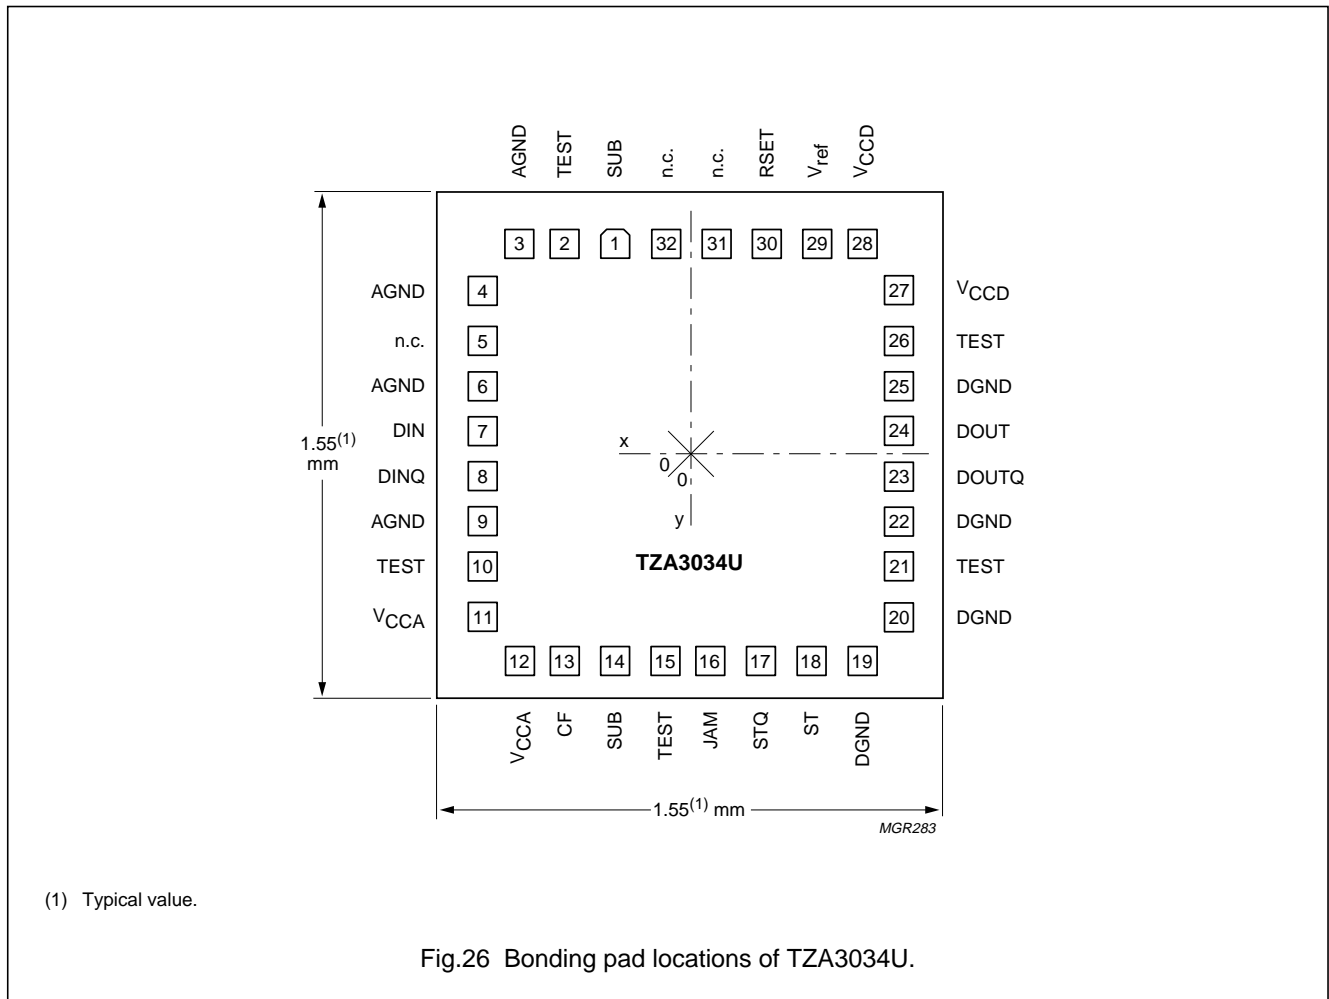 AGND TEST SUB n.c. n.c. RSET Vref VCCD
3 2 1 32 31 30 29 28
AGND 4 27 VCCD
n.c. 5 26 TEST
AGND 6 25 DGND
DIN 7 24 DOUT
1.55(1)
mm
x
0
0
y
DINQ 8 23 DOUTQ
AGND 9 22 DGND
TEST 10 TZA3034U 21 TEST
VCCA 11 20 DGND
12 13 14 15 16 17 18 19
VCCA CF SUB TEST JAM STQ ST DGND
1.55(1) mm
MGR283
(1) Typical value.
Fig.26 Bonding pad locations of TZA3034U.